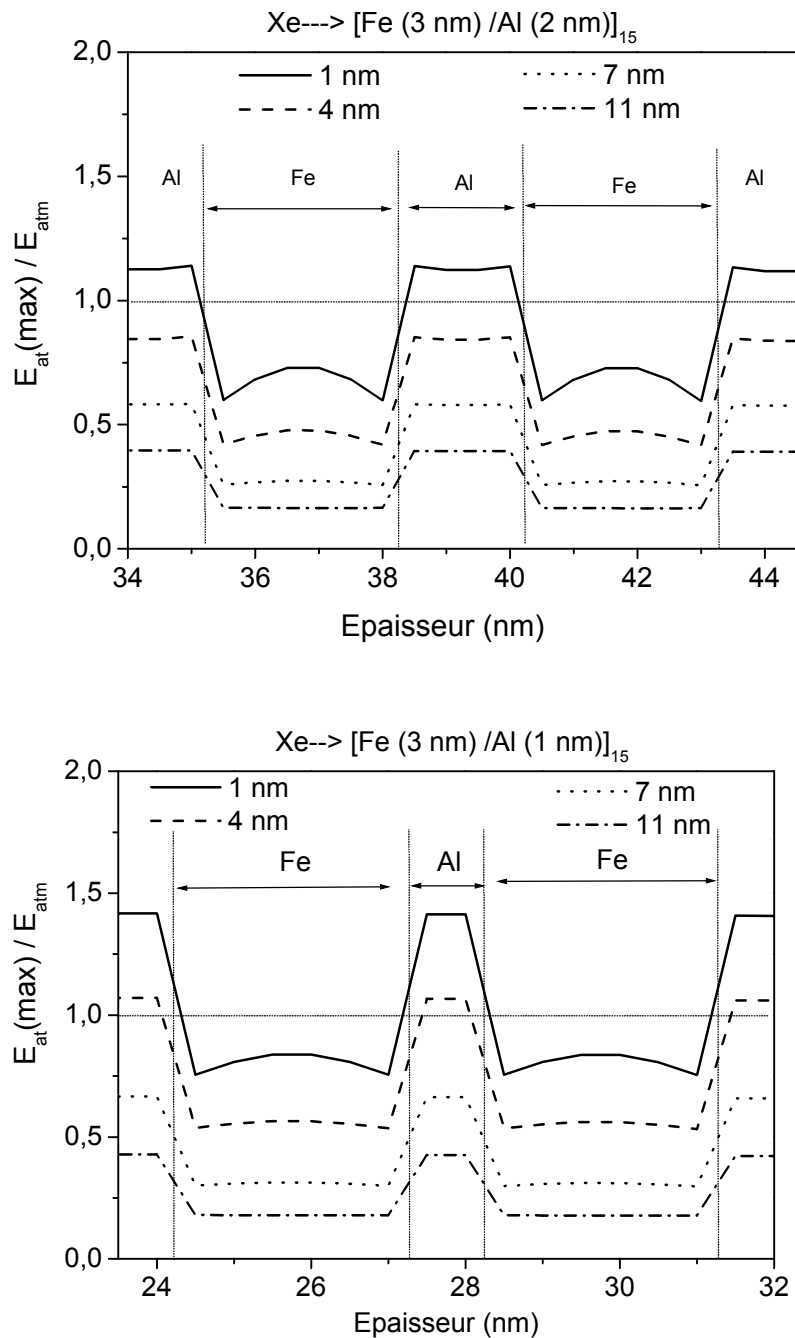 Xe---> [Fe (3 nm) /Al (2 nm)]15
2,0
1 nm
7 nm
4 nm
11 nm
Al
Fe
Al
Fe
Al
1,5
1,0
0,5
0,0
Eat(max) / Eatm
34
36
38
40
42
44
Epaisseur (nm)
Xe--> [Fe (3 nm) /Al (1 nm)]15
2,0
1 nm
7 nm
4 nm
11 nm
Fe
Al
Fe
1,5
1,0
0,5
0,0
Eat(max) / Eatm
24
26
28
30
32
Epaisseur (nm)